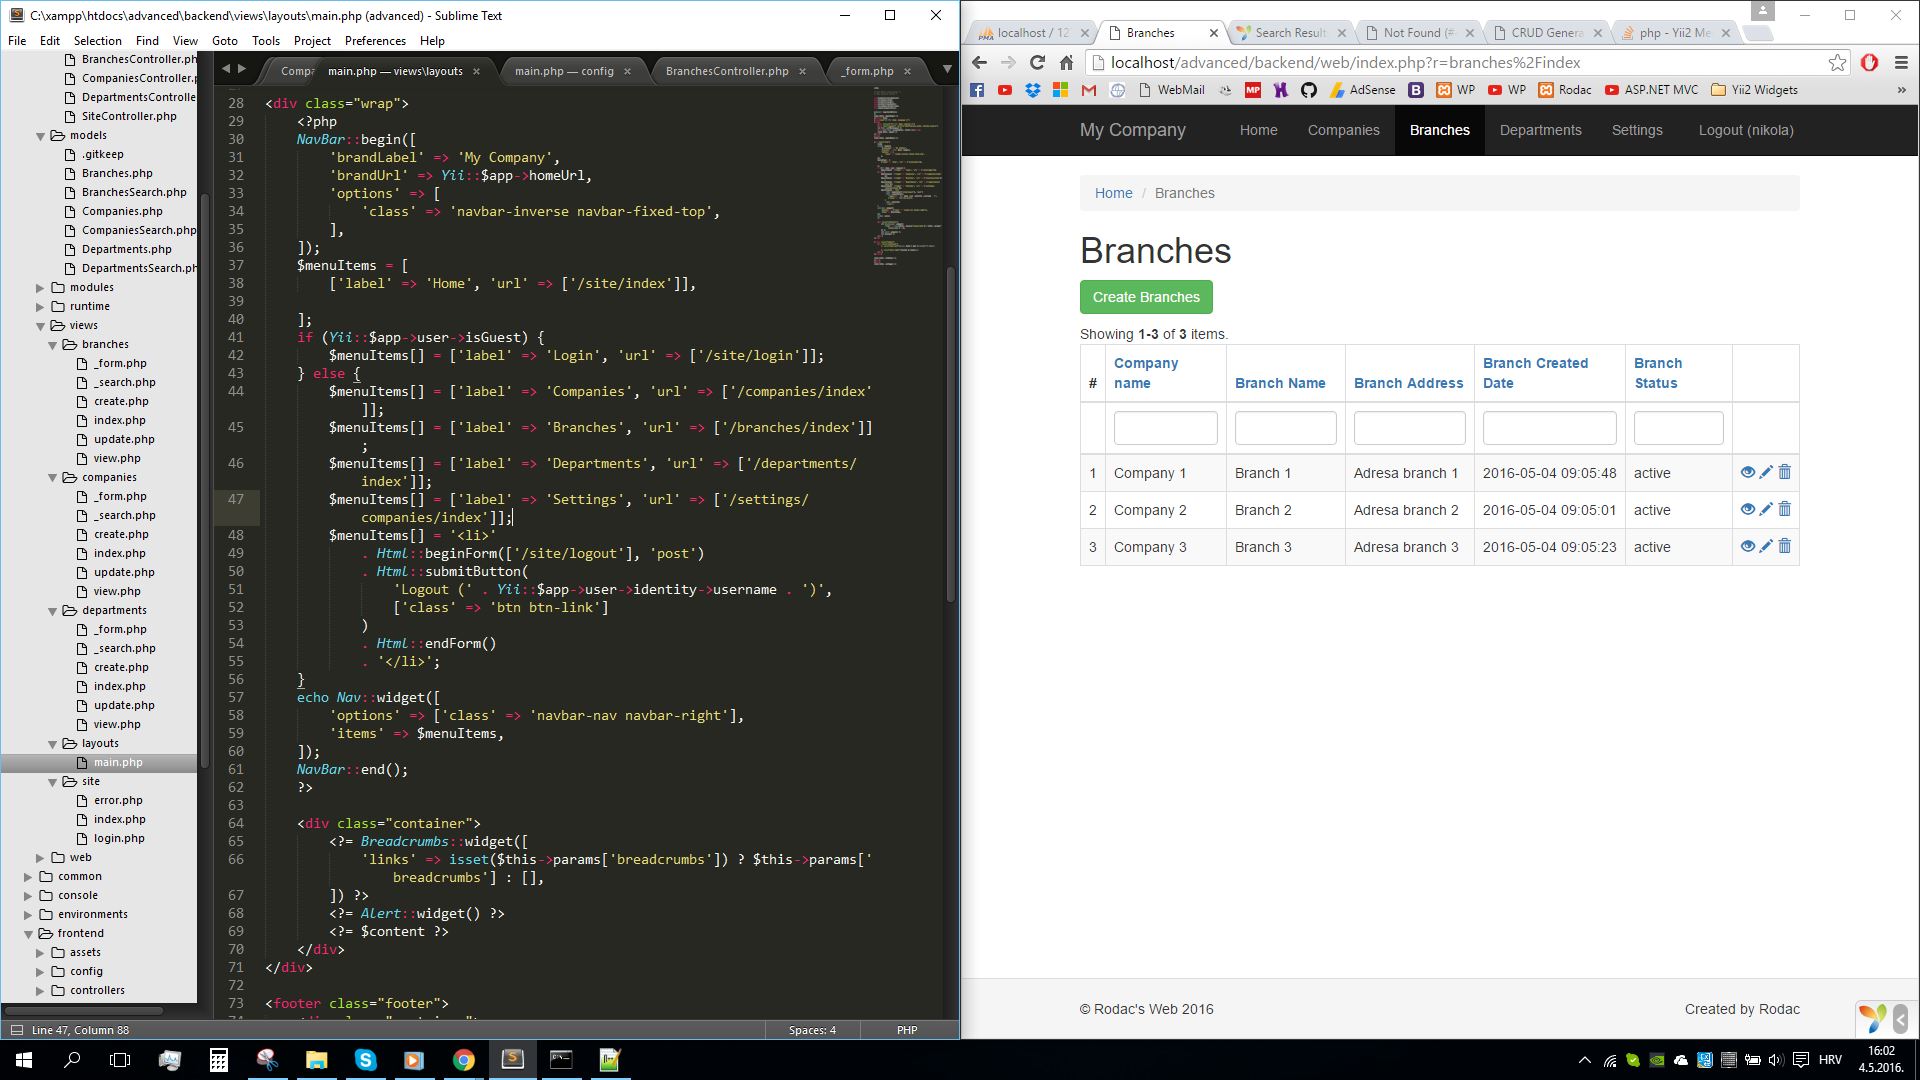 C:\xampp\htdocs\advanced\backend\views\layouts\main.php (advanced) - Sublime Text
File Edit Selection Find View Goto Tools Project Preferences Help
BranchesController.php
CompaniesController.p
DepartmentsControlle
SiteController.php
models
.gitkeep
Branches.php
BranchesSearch.php
Companies.php
CompaniesSearch.php
Departments.php
DepartmentsSearch.ph
modules
runtime
views
branches
_form.php
_search.php
create.php
index.php
update.php
view.php
companies
_form.php
_search.php
create.php
index.php
update.php
view.php
departments
_form.php
_search.php
create.php
index.php
update.php
view.php
layouts
main.php
site
error.php
index.php
login.php
web
common
console
environments
frontend
assets
config
controllers
Compa main.php — views\layouts × main.php — config × BranchesController.php × _form.php ×
28 <div class="wrap">
29 <?php
30 NavBar::begin([
31 'brandLabel' => 'My Company',
32 'brandUrl' => Yii::$app->homeUrl,
33 'options' => [
34 'class' => 'navbar-inverse navbar-fixed-top',
35 ],
36 ]);
37 $menuItems = [
38 ['label' => 'Home', 'url' => ['/site/index']],
39
40 ];
41 if (Yii::$app->user->isGuest) {
42 $menuItems[] = ['label' => 'Login', 'url' => ['/site/login']];
43 } else {
44 $menuItems[] = ['label' => 'Companies', 'url' => ['/companies/index'
]];
45 $menuItems[] = ['label' => 'Branches', 'url' => ['/branches/index']]
;
46 $menuItems[] = ['label' => 'Departments', 'url' => ['/departments/
index']];
47 $menuItems[] = ['label' => 'Settings', 'url' => ['/settings/
companies/index']];
48 $menuItems[] = '<li>'
49 . Html::beginForm(['/site/logout'], 'post')
50 . Html::submitButton(
51 'Logout (' . Yii::$app->user->identity->username . ')',
52 ['class' => 'btn btn-link']
53 )
54 . Html::endForm()
55 . '</li>';
56 }
57 echo Nav::widget([
58 'options' => ['class' => 'navbar-nav navbar-right'],
59 'items' => $menuItems,
60 ]);
61 NavBar::end();
62 ?>
63
64 <div class="container">
65 <?= Breadcrumbs::widget([
66 'links' => isset($this->params['breadcrumbs']) ? $this->params['
breadcrumbs'] : [],
67 ]) ?>
68 <?= Alert::widget() ?>
69 <?= $content ?>
70 </div>
71 </div>
72
73 <footer class="footer">
Line 47, Column 88 Spaces: 4 PHP
localhost / 12 × Branches × Search Result × Not Found (# × CRUD Genera × php - Yii2 Me ×
localhost/advanced/backend/web/index.php?r=branches%2Findex
WebMail AdSense WP WP Rodac ASP.NET MVC Yii2 Widgets »
My Company Home Companies Branches Departments Settings Logout (nikola)
Home / Branches
Branches
Create Branches
Showing 1-3 of 3 items.
# Company name Branch Name Branch Address Branch Created Date Branch Status
1 Company 1 Branch 1 Adresa branch 1 2016-05-04 09:05:48 active
2 Company 2 Branch 2 Adresa branch 2 2016-05-04 09:05:01 active
3 Company 3 Branch 3 Adresa branch 3 2016-05-04 09:05:23 active
© Rodac's Web 2016 Created by Rodac
HRV 16:02
4.5.2016.